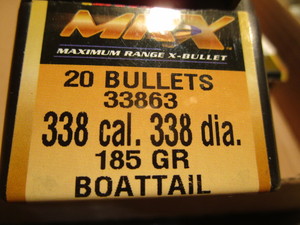 MRX
MAXIMUM RANGE X-BULLET
20 BULLETS
33863
338 cal. 338 dia.
185 GR
BOATTAIL